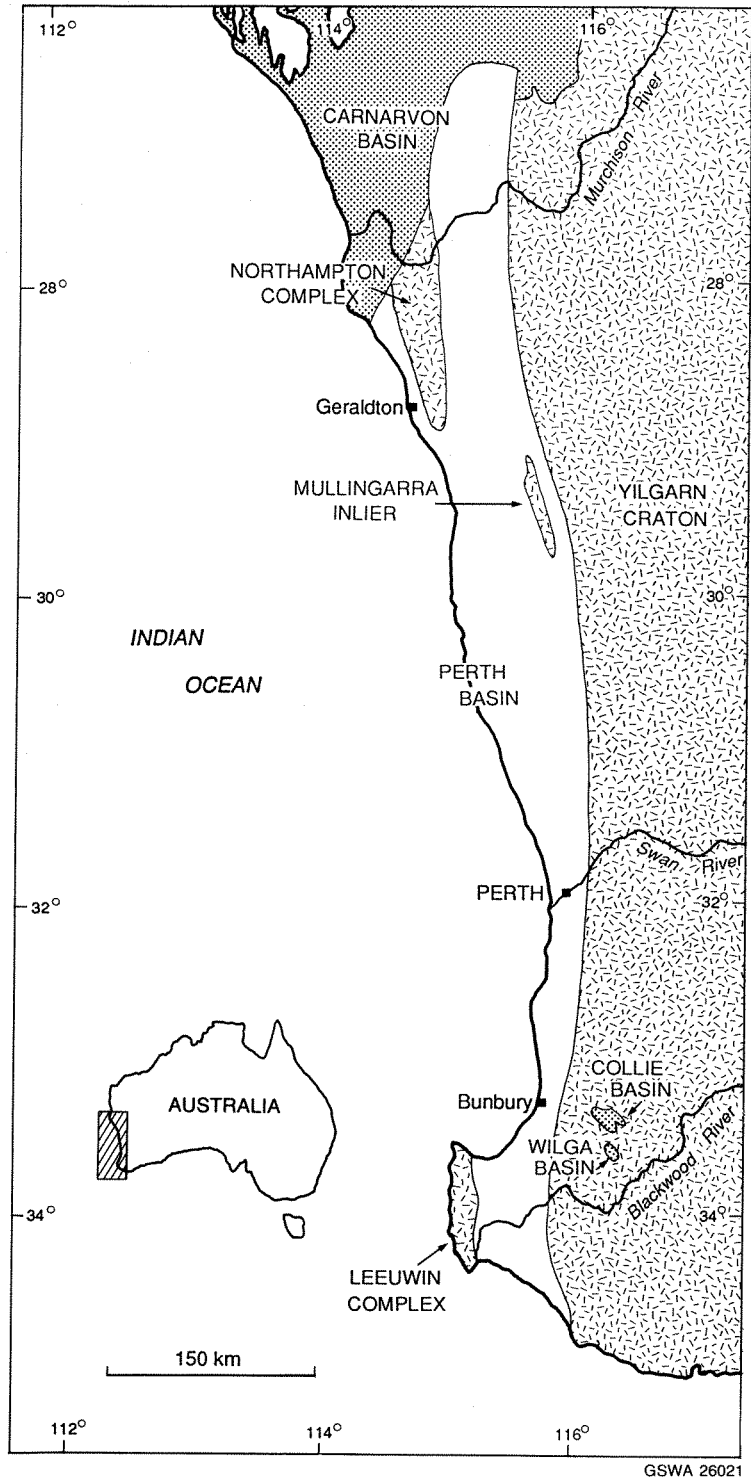 112°
114°
116°
CARNARVON
BASIN
Murchison River
NORTHAMPTON
COMPLEX
28°
28°
Geraldton
MULLINGARRA
INLIER
YILGARN
CRATON
30°
30°
INDIAN
OCEAN
PERTH
BASIN
Swan River
PERTH
32°
32°
COLLIE
BASIN
AUSTRALIA
Bunbury
WILGA
BASIN
Blackwood River
34°
34°
LEEUWIN
COMPLEX
150 km
112°
114°
116°
GSWA 26021